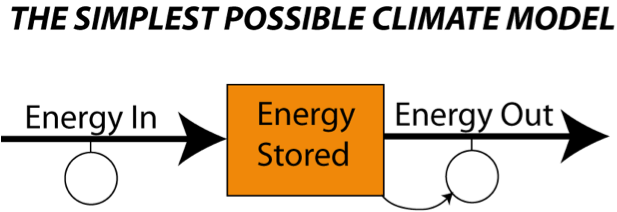 THE SIMPLEST POSSIBLE CLIMATE MODEL
Energy In
Energy
Stored
Energy Out